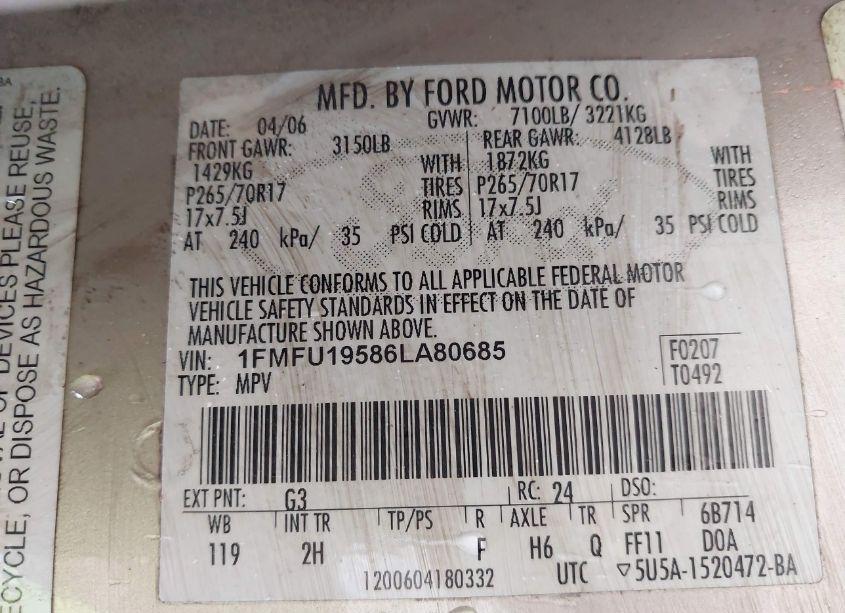 MFD. BY FORD MOTOR CO.
DATE: 04/06 GVWR: 7100LB/ 3221KG
FRONT GAWR: 3150LB REAR GAWR: 4128LB
1429KG WITH 1872KG WITH
P265/70R17 TIRES P265/70R17 TIRES
17x7.5J RIMS 17x7.5J RIMS
AT 240 kPa/ 35 PSI COLD AT 240 kPa/ 35 PSI COLD
THIS VEHICLE CONFORMS TO ALL APPLICABLE FEDERAL MOTOR
VEHICLE SAFETY STANDARDS IN EFFECT ON THE DATE OF
MANUFACTURE SHOWN ABOVE.
VIN: 1FMFU19586LA80685 F0207
TYPE: MPV T0492
EXT PNT: G3 RC: 24 DSO:
WB INT TR TP/PS R AXLE TR SPR 6B714
119 2H F H6 Q FF11 DOA
1200604180332 UTC ▽5U5A-1520472-BA
OF DEVICES PLEASE REUSE,
OR DISPOSE AS HAZARDOUS WASTE.